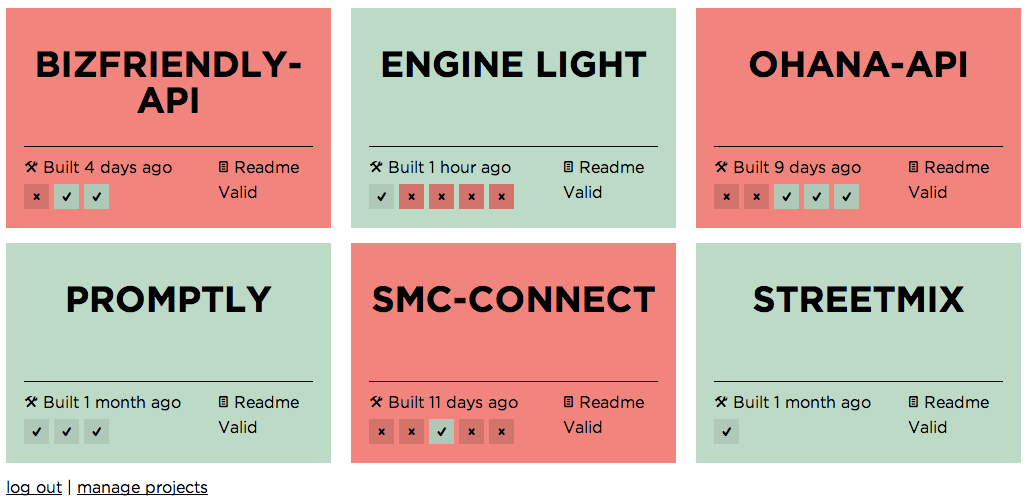 BIZFRIENDLY-
API
Built 4 days ago
Readme
Valid
ENGINE LIGHT
Built 1 hour ago
Readme
Valid
OHANA-API
Built 9 days ago
Readme
Valid
PROMPTLY
Built 1 month ago
Readme
Valid
SMC-CONNECT
Built 11 days ago
Readme
Valid
STREETMIX
Built 1 month ago
Readme
Valid
log out | manage projects